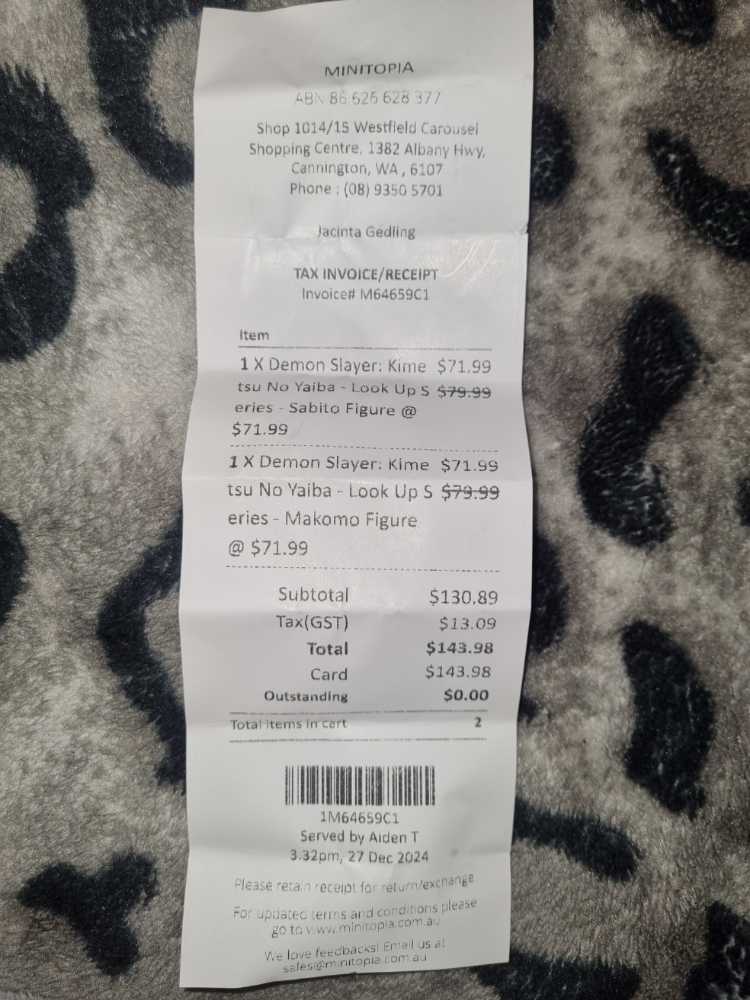 MINITOPIA
ABN 86 626 628 377
Shop 1014/15 Westfield Carousel
Shopping Centre, 1382 Albany Hwy,
Cannington, WA , 6107
Phone : (08) 9350 5701
Jacinta Gedling
TAX INVOICE/RECEIPT
Invoice# M64659C1
Item
1 X Demon Slayer: Kime $71.99
tsu No Yaiba - Look Up S $79.99
eries - Sabito Figure @
$71.99
1 X Demon Slayer: Kime $71.99
tsu No Yaiba - Look Up S $79.99
eries - Makomo Figure
@ $71.99
Subtotal $130.89
Tax(GST) $13.09
Total $143.98
Card $143.98
Outstanding $0.00
Total items in cart 2
1M64659C1
Served by Aiden T
3.32pm, 27 Dec 2024
Please retain receipt for return/exchange
For updated terms and conditions please
go to www.minitopia.com.au
We love feedbacks! Email us at
sales@minitopia.com.au